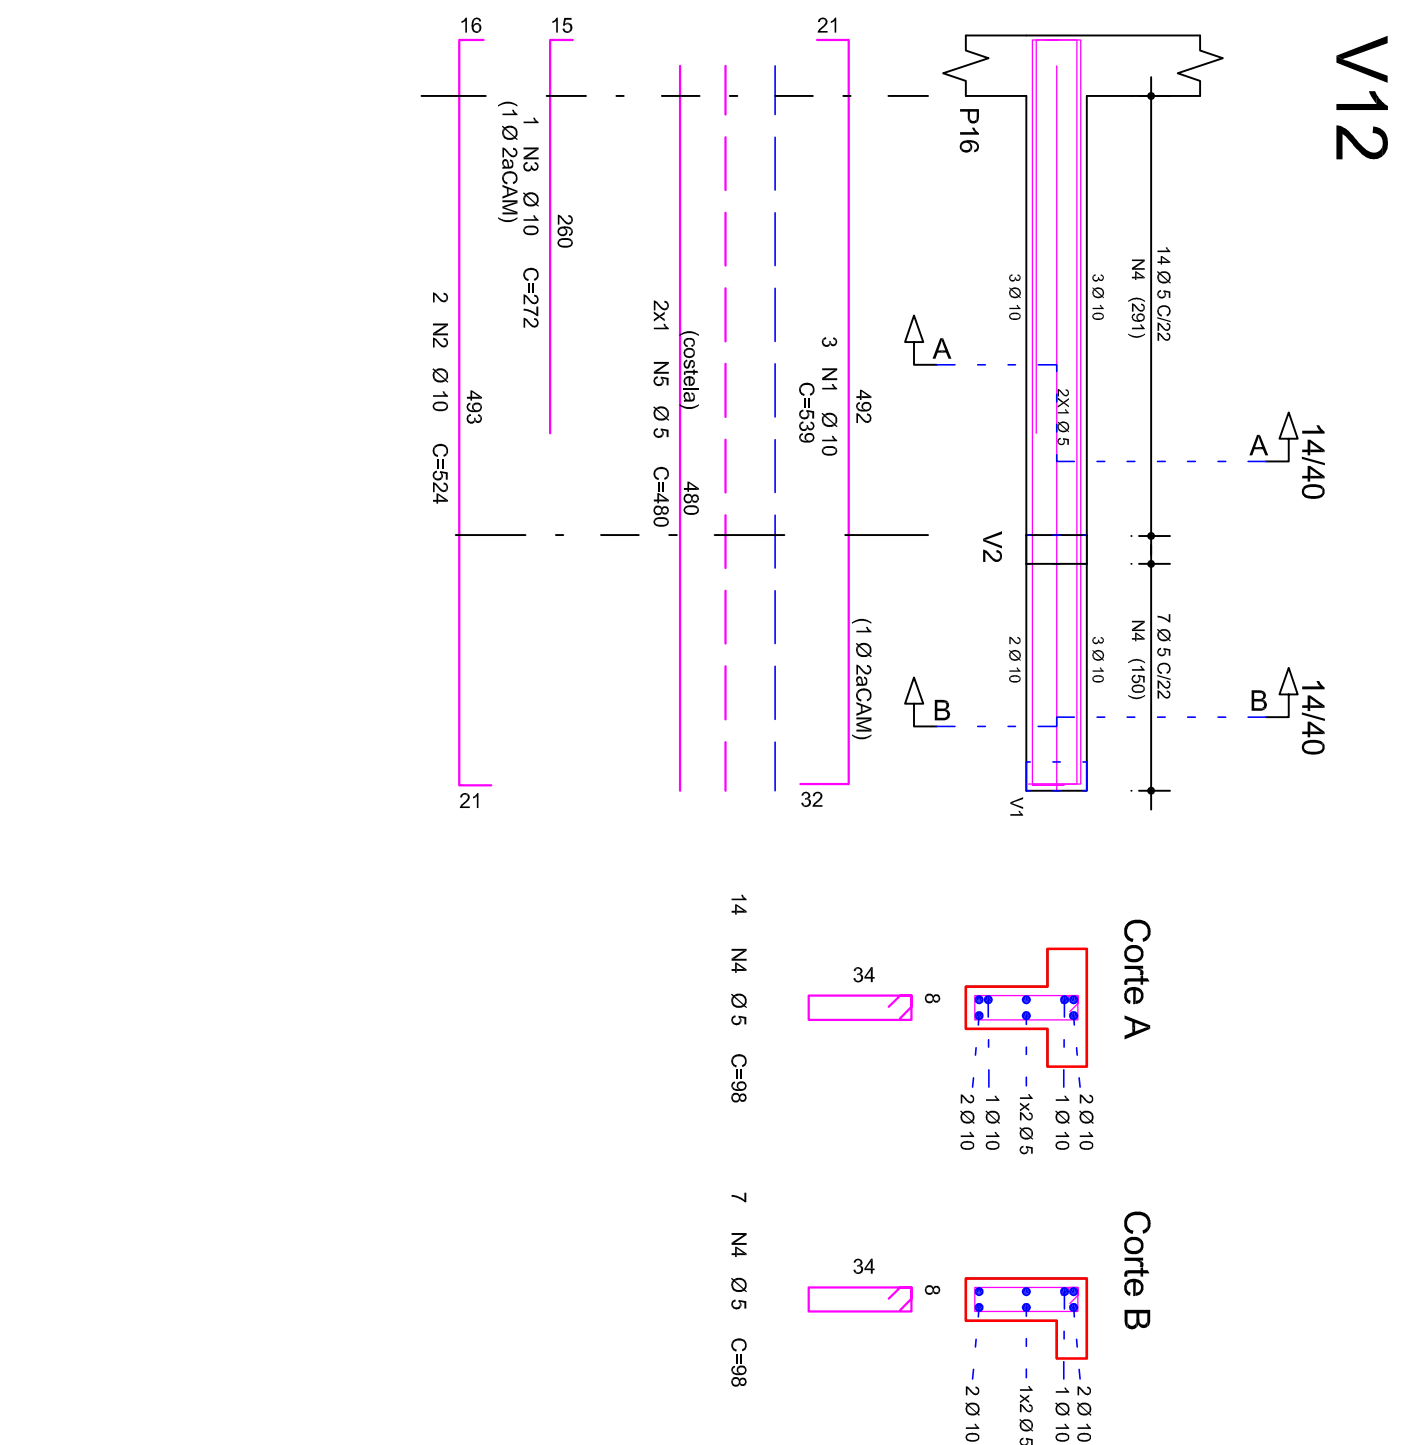 V12
14/40
14/40
A
B
14 Ø 5 C/22
N4 (291)
7 Ø 5 C/22
N4 (150)
3 Ø 10
3 Ø 10
2X1 Ø 5
3 Ø 10
2 Ø 10
P16
V2
V1
A
B
21
492
(1 Ø 2aCAM)
3 N1 Ø 10
C=539
32
(costela)
480
2x1 N5 Ø 5 C=480
15
260
1 N3 Ø 10 C=272
(1 Ø 2aCAM)
16
493
2 N2 Ø 10 C=524
21
Corte A
2 Ø 10
1 Ø 10
1x2 Ø 5
1 Ø 10
2 Ø 10
8
34
14 N4 Ø 5 C=98
Corte B
2 Ø 10
1 Ø 10
1x2 Ø 5
2 Ø 10
8
34
7 N4 Ø 5 C=98